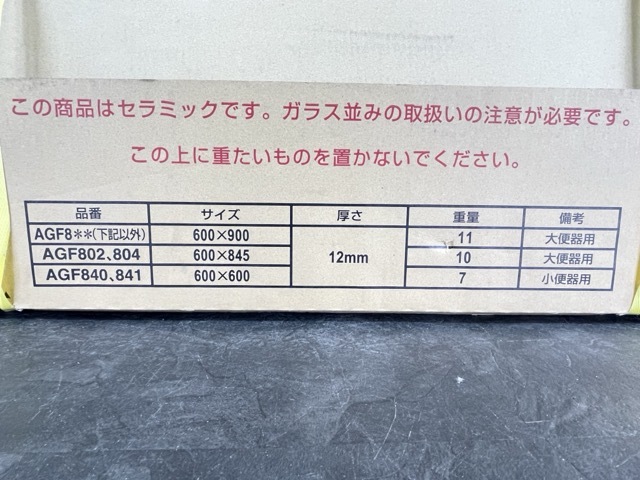 この商品はセラミックです。ガラス並みの取扱いの注意が必要です。
この上に重たいものを置かないでください。
品番 サイズ 厚さ 重量 備考
AGF8＊＊(下記以外) 600×900 12mm 11 大便器用
AGF802、804 600×845 10 大便器用
AGF840、841 600×600 7 小便器用